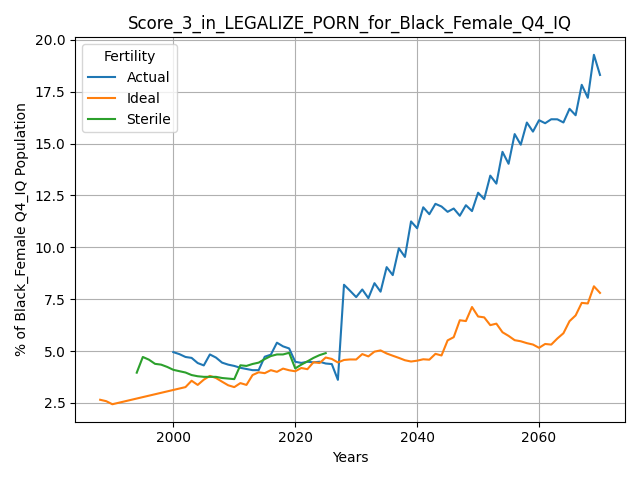 Score_3_in_LEGALIZE_PORN_for_Black_Female_Q4_IQ
% of Black_Female Q4_IQ Population
20.0
17.5
15.0
12.5
10.0
7.5
5.0
2.5
Fertility
Actual
Ideal
Sterile
2000
2020
2040
2060
Years